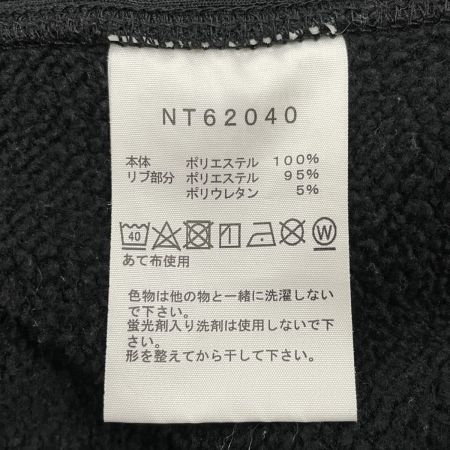 NT62040
本体 ポリエステル 100%
リブ部分 ポリエステル 95%
ポリウレタン 5%
40 W
あて布使用
色物は他の物と一緒に洗濯しない
で下さい。
蛍光剤入り洗剤は使用しないで下
さい。
形を整えてから干して下さい。